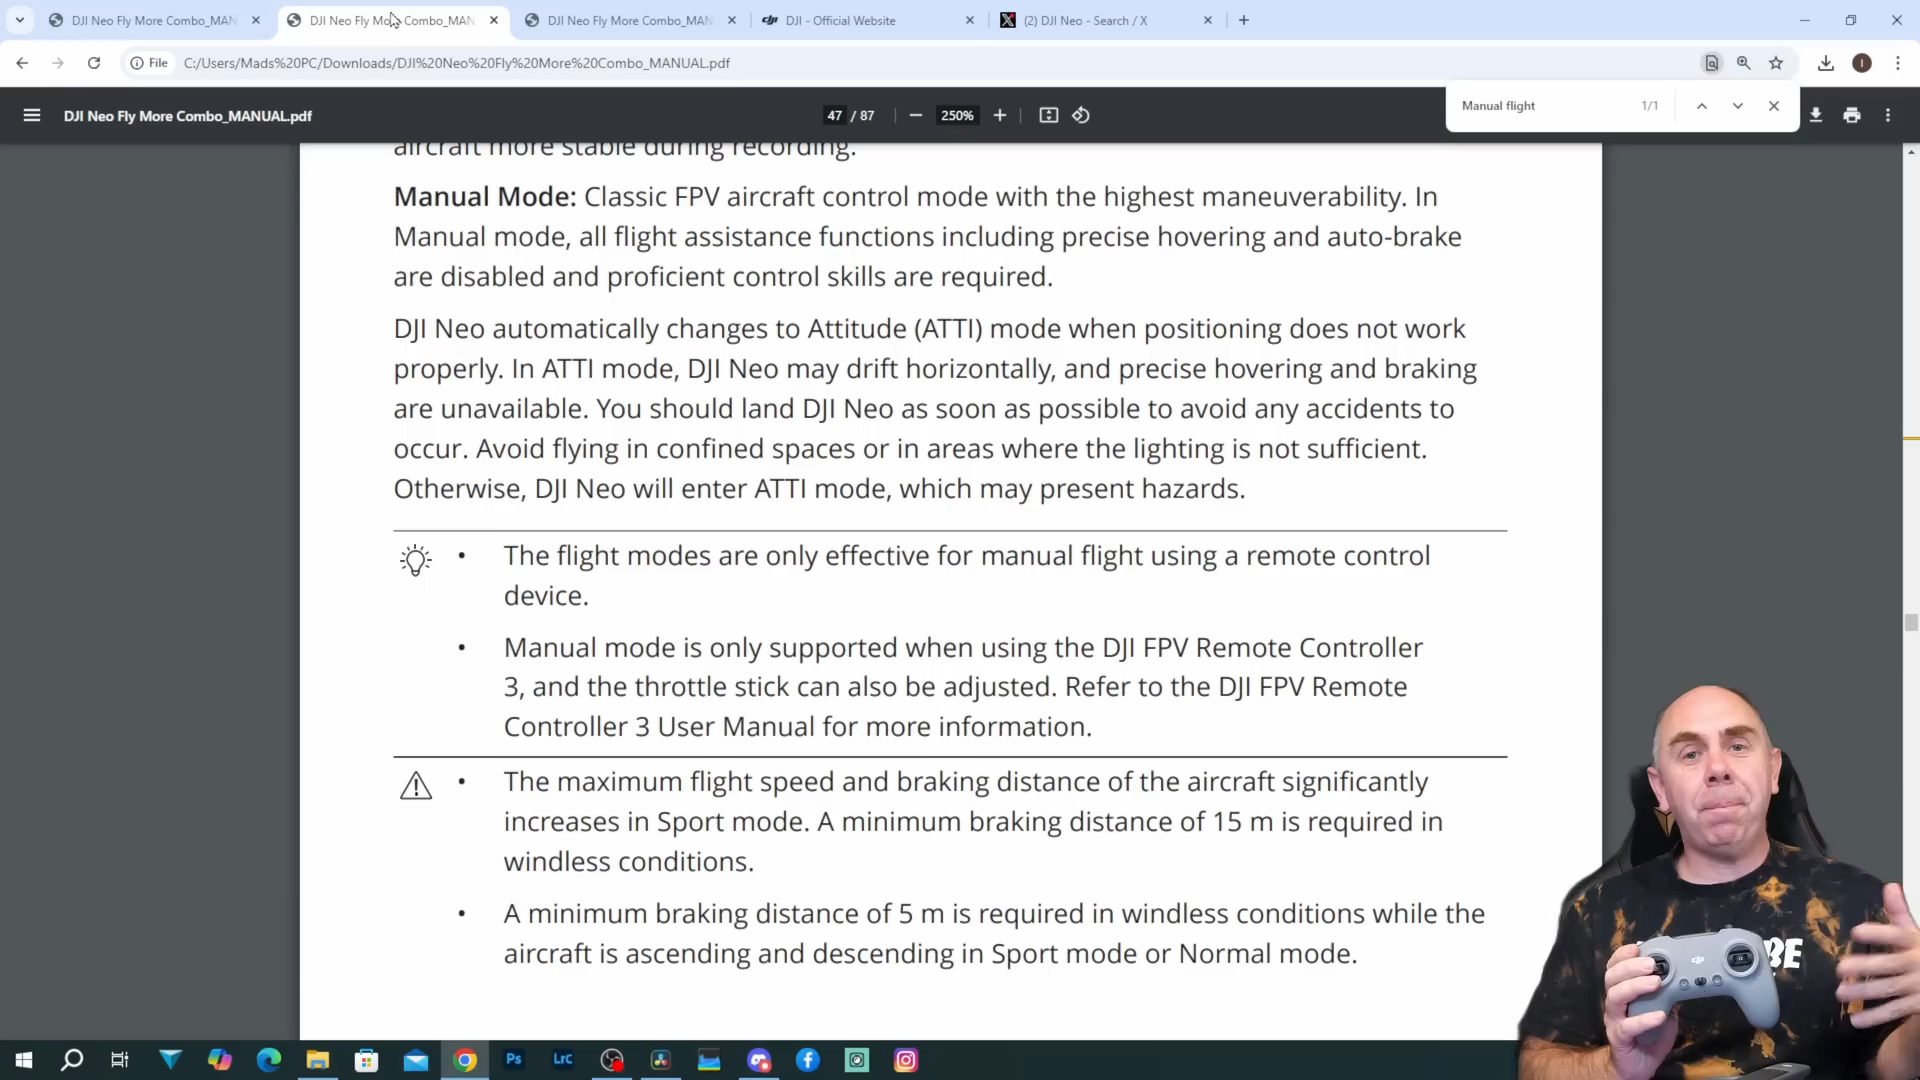 DJI Neo Fly More Combo_MAN
DJI Neo Fly More Combo_MAN
DJI Neo Fly More Combo_MAN
DJI - Official Website
(2) DJI Neo - Search / X
File
C:/Users/Mads%20PC/Downloads/DJI%20Neo%20Fly%20More%20Combo_MANUAL.pdf
Manual flight
1/1
DJI Neo Fly More Combo_MANUAL.pdf
47 / 87
250%
aircraft more stable during recording.
Manual Mode: Classic FPV aircraft control mode with the highest maneuverability. In
Manual mode, all flight assistance functions including precise hovering and auto-brake
are disabled and proficient control skills are required.
DJI Neo automatically changes to Attitude (ATTI) mode when positioning does not work
properly. In ATTI mode, DJI Neo may drift horizontally, and precise hovering and braking
are unavailable. You should land DJI Neo as soon as possible to avoid any accidents to
occur. Avoid flying in confined spaces or in areas where the lighting is not sufficient.
Otherwise, DJI Neo will enter ATTI mode, which may present hazards.
• The flight modes are only effective for manual flight using a remote control
device.
• Manual mode is only supported when using the DJI FPV Remote Controller
3, and the throttle stick can also be adjusted. Refer to the DJI FPV Remote
Controller 3 User Manual for more information.
• The maximum flight speed and braking distance of the aircraft significantly
increases in Sport mode. A minimum braking distance of 15 m is required in
windless conditions.
• A minimum braking distance of 5 m is required in windless conditions while the
aircraft is ascending and descending in Sport mode or Normal mode.
Ps
LrC
dji